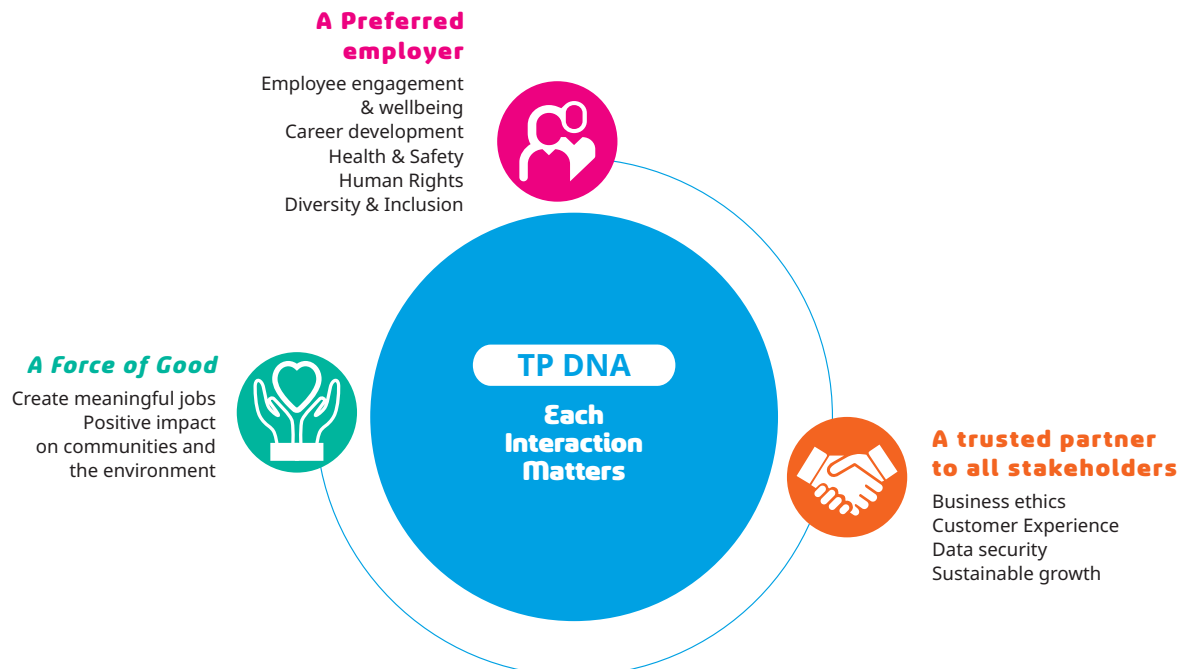 A Preferred
employer
Employee engagement
& wellbeing
Career development
Health & Safety
Human Rights
Diversity & Inclusion
A Force of Good
Create meaningful jobs
Positive impact
on communities and
the environment
TP DNA
Each
Interaction
Matters
A trusted partner
to all stakeholders
Business ethics
Customer Experience
Data security
Sustainable growth